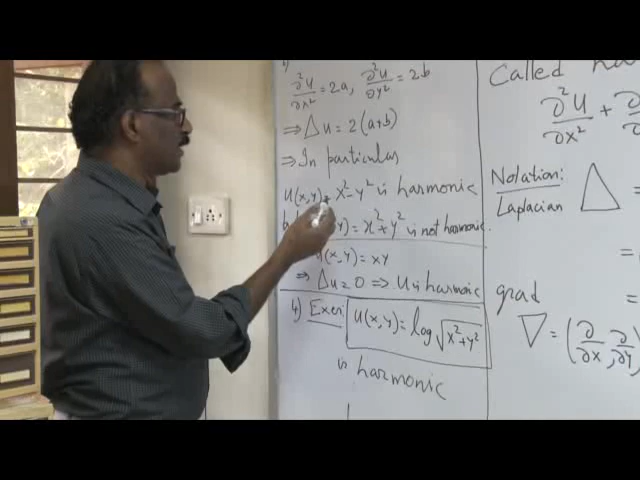 ∂²u/∂x² = 2a, ∂²u/∂y² = 2b
⇒ Δu = 2(a+b)
⇒ In particular
u(x,y) = x² - y² is harmonic
y) = x² + y² is not harmonic.
u(x,y) = xy
⇒ Δu = 0 ⇒ u is harmonic
4) Exer:
u(x,y) = log √(x²+y²)
is harmonic
Called
∂²u/∂x² + ∂
Notation:
Laplacian Δ
=
grad
∇ = (∂/∂x, ∂/∂y)
=